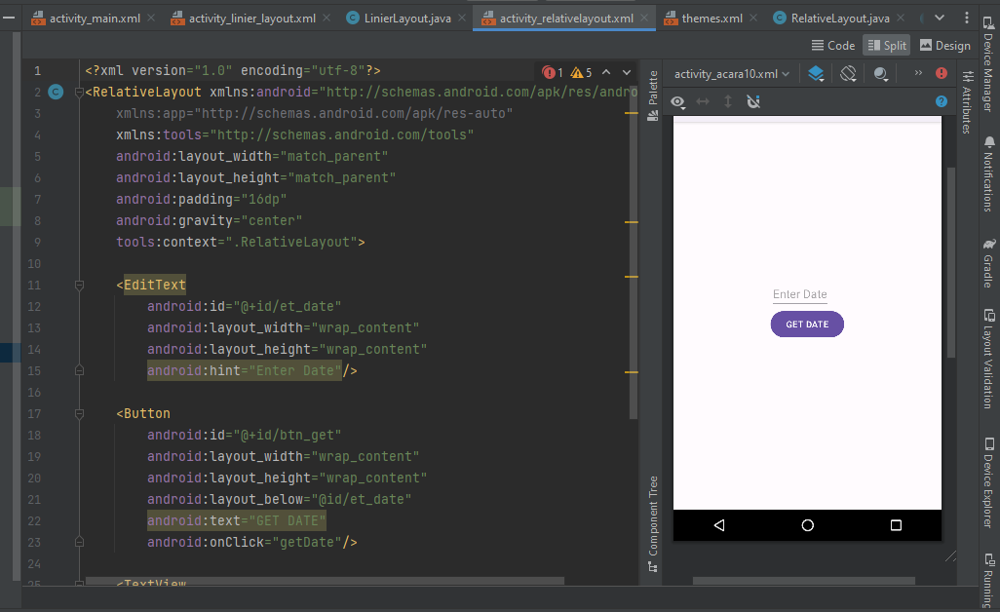 activity_main.xml
activity_linier_layout.xml
LinierLayout.java
activity_relativelayout.xml
themes.xml
RelativeLayout.java
Code
Split
Design
1 <?xml version="1.0" encoding="utf-8"?>
1 5
2 <RelativeLayout xmlns:android="http://schemas.android.com/apk/res/andro
3 xmlns:app="http://schemas.android.com/apk/res-auto"
4 xmlns:tools="http://schemas.android.com/tools"
5 android:layout_width="match_parent"
6 android:layout_height="match_parent"
7 android:padding="16dp"
8 android:gravity="center"
9 tools:context=".RelativeLayout">
10
11 <EditText
12 android:id="@+id/et_date"
13 android:layout_width="wrap_content"
14 android:layout_height="wrap_content"
15 android:hint="Enter Date"/>
16
17 <Button
18 android:id="@+id/btn_get"
19 android:layout_width="wrap_content"
20 android:layout_height="wrap_content"
21 android:layout_below="@id/et_date"
22 android:text="GET DATE"
23 android:onClick="getDate"/>
24
25 <TextView
Palette
Component Tree
activity_acara10.xml
Enter Date
GET DATE
Attributes
Device Manager
Notifications
Gradle
Layout Validation
Device Explorer
Running